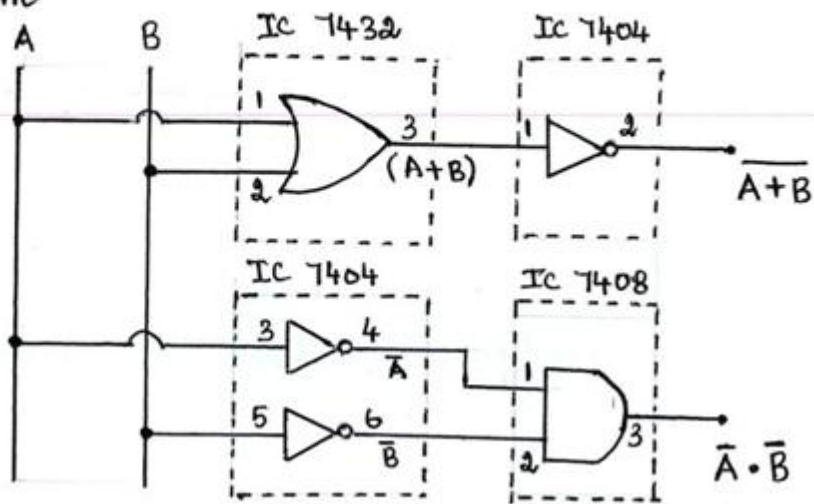 A B
IC 7432
IC 7404
1
2
3
(A+B)
1
2
$\overline{A+B}$
IC 7404
IC 7408
3
4
Ā
5
6
B̄
1
2
3
Ā · B̄